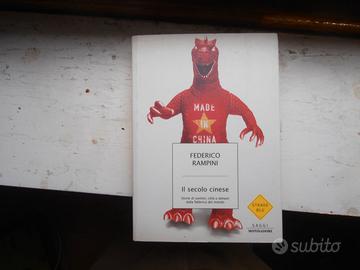 MADE
IN
CHINA
FEDERICO
RAMPINI
Il secolo cinese
Storie di uomini, città e denaro
dalla fabbrica del mondo
STRADE
BLU
SAGGI
MONDADORI
subito